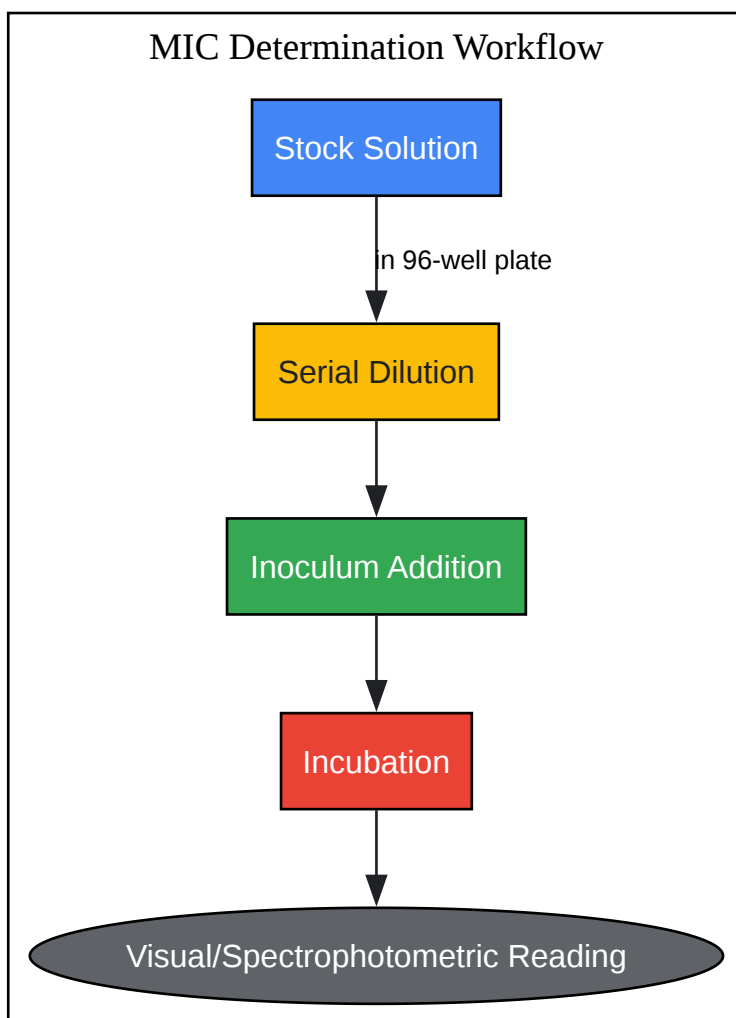 MIC Determination Workflow
Stock Solution
in 96-well plate
Serial Dilution
Inoculum Addition
Incubation
Visual/Spectrophotometric Reading